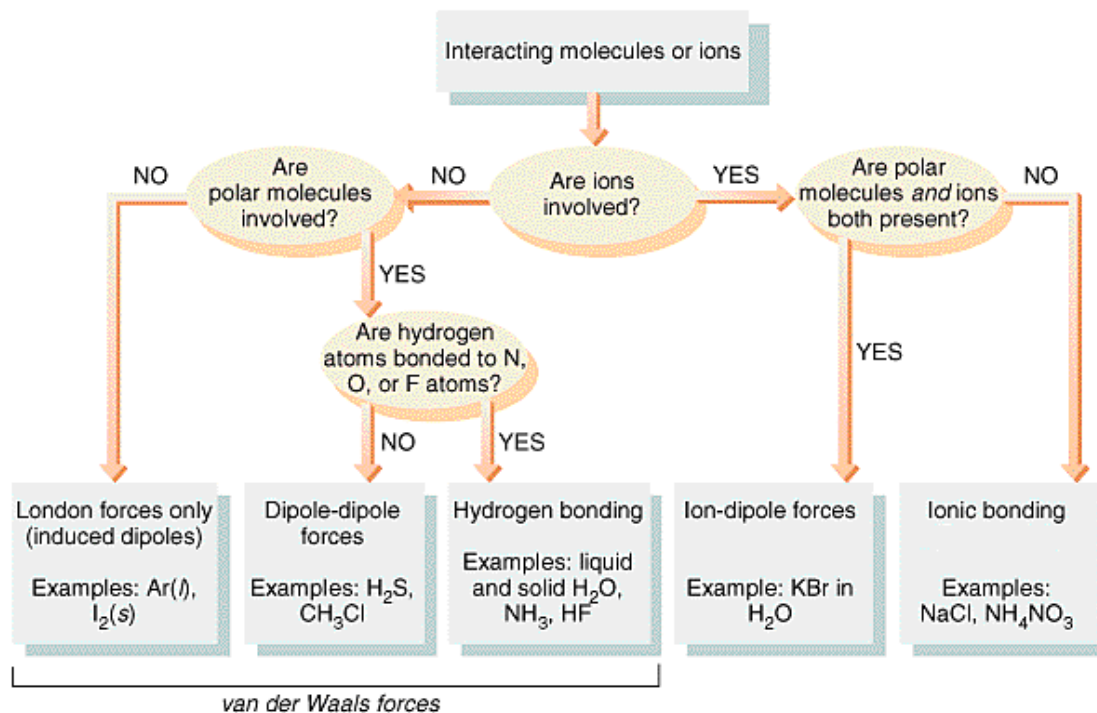 Interacting molecules or ions
Are
polar molecules
involved?
NO
NO
Are ions
involved?
YES
Are polar
molecules and ions
both present?
NO
YES
Are hydrogen
atoms bonded to N,
O, or F atoms?
YES
NO
YES
London forces only
(induced dipoles)
Examples: Ar(l),
I₂(s)
Dipole-dipole
forces
Examples: H₂S,
CH₃Cl
Hydrogen bonding
Examples: liquid
and solid H₂O,
NH₃, HF
Ion-dipole forces
Example: KBr in
H₂O
Ionic bonding
Examples:
NaCl, NH₄NO₃
van der Waals forces